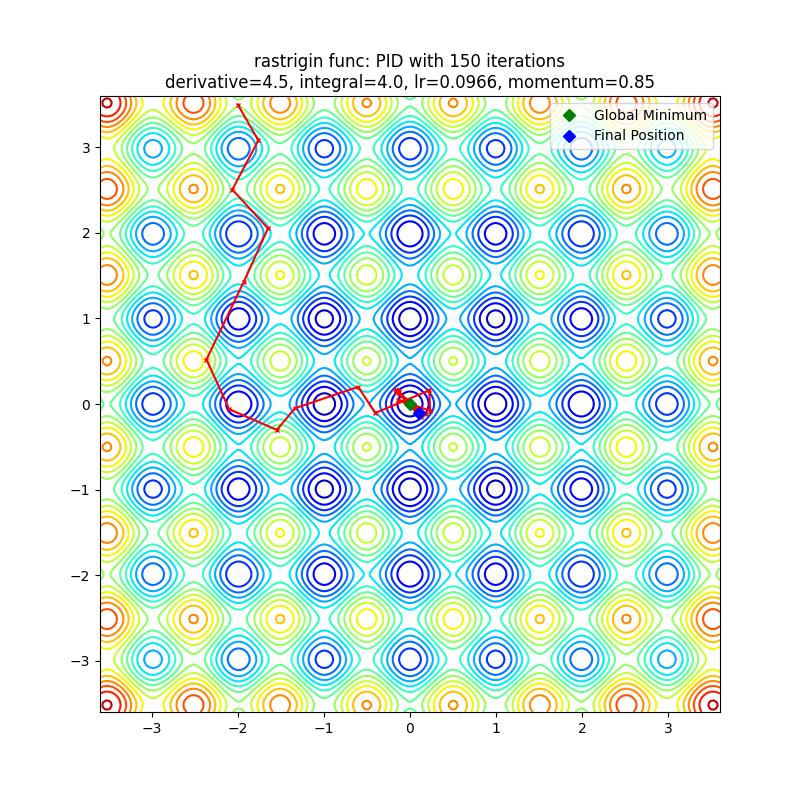 rastrigin func: PID with 150 iterations
derivative=4.5, integral=4.0, lr=0.0966, momentum=0.85
Global Minimum
Final Position
3
2
1
0
−1
−2
−3
−3 −2 −1 0 1 2 3